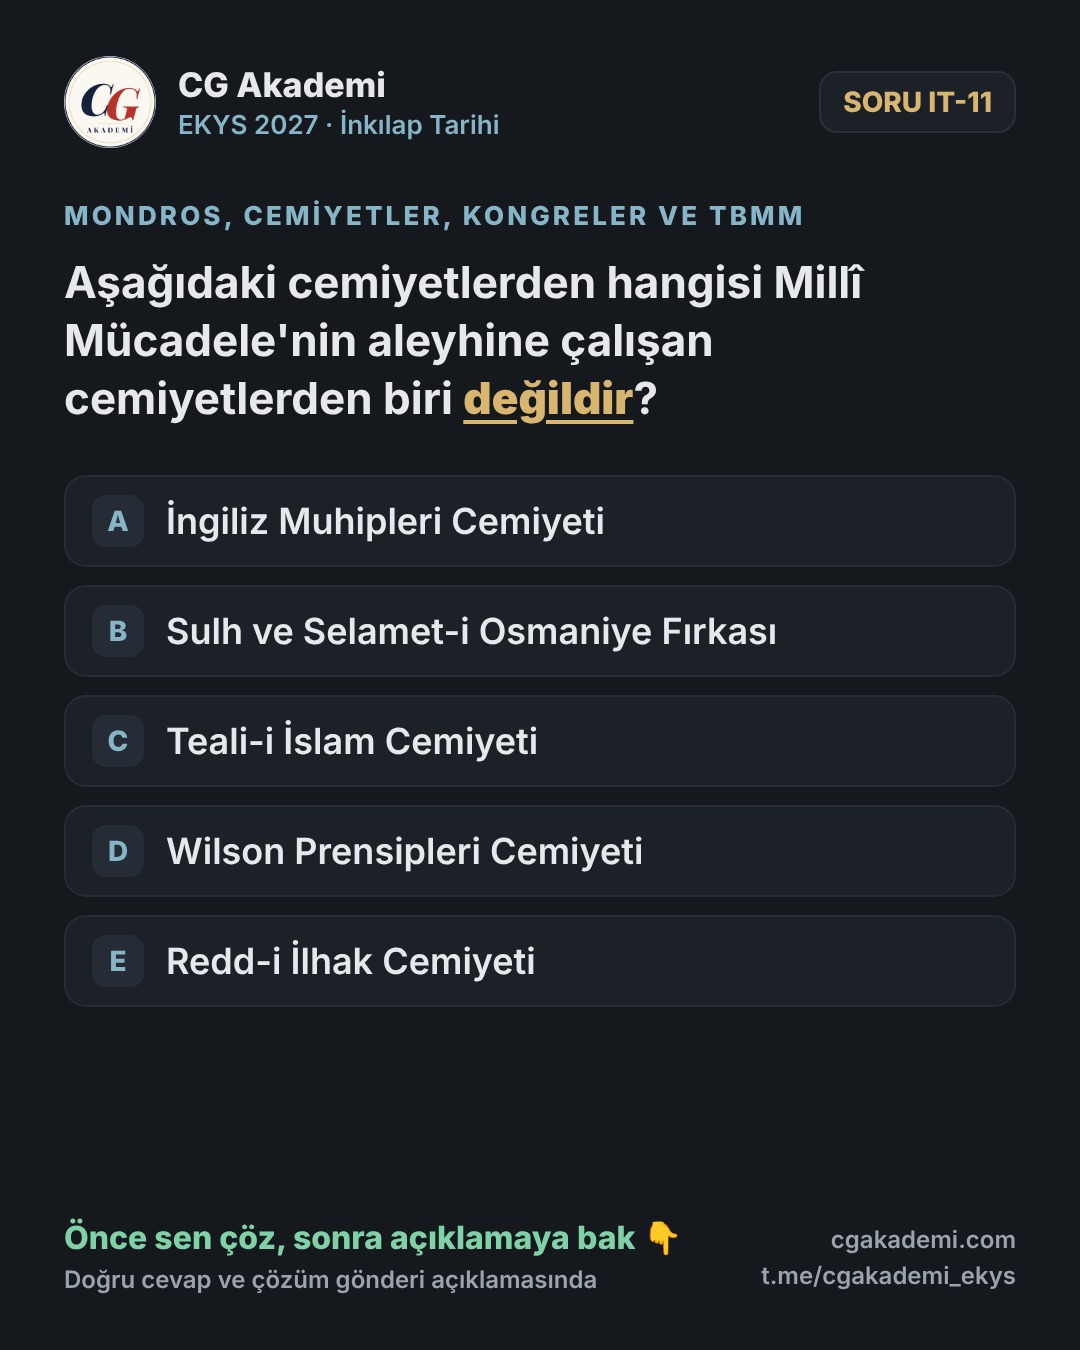 CG
AKADEMİ
CG Akademi
EKYS 2027 · İnkılap Tarihi
SORU IT-11
MONDROS, CEMİYETLER, KONGRELER VE TBMM
Aşağıdaki cemiyetlerden hangisi Millî
Mücadele'nin aleyhine çalışan
cemiyetlerden biri değildir?
A İngiliz Muhipleri Cemiyeti
B Sulh ve Selamet-i Osmaniye Fırkası
C Teali-i İslam Cemiyeti
D Wilson Prensipleri Cemiyeti
E Redd-i İlhak Cemiyeti
Önce sen çöz, sonra açıklamaya bak 👇
Doğru cevap ve çözüm gönderi açıklamasında
cgakademi.com
t.me/cgakademi_ekys